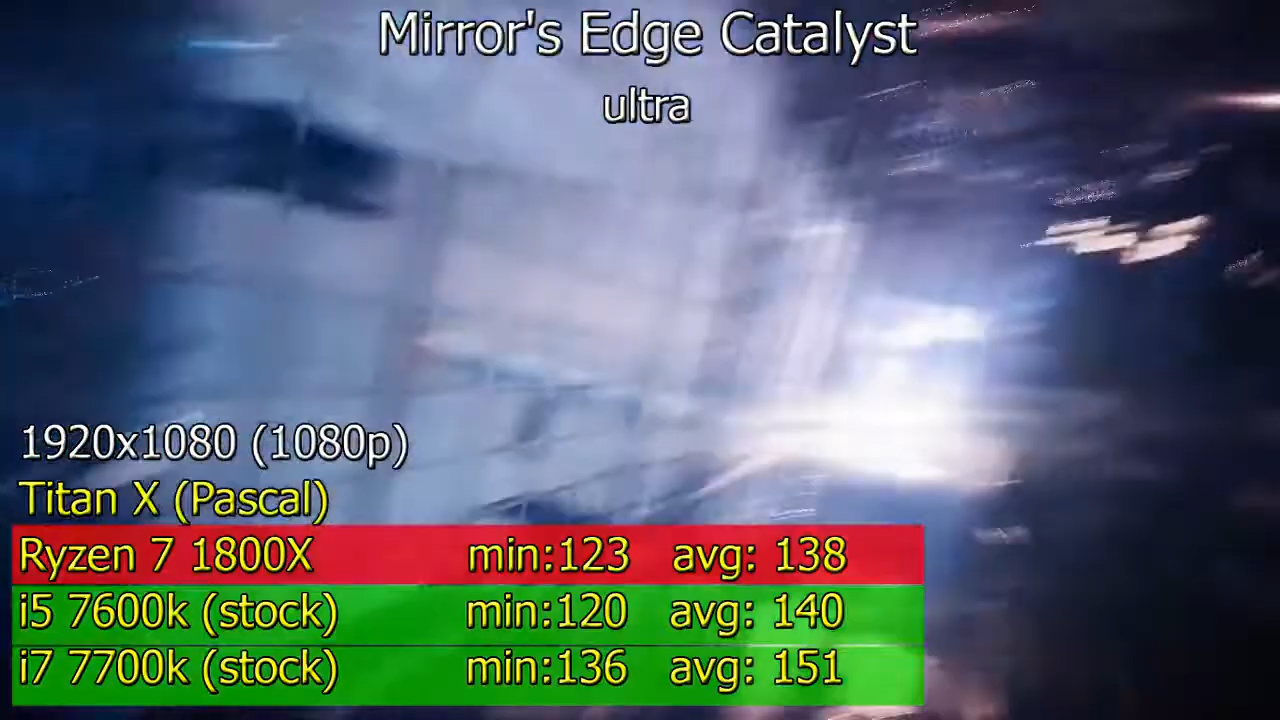 Mirror's Edge Catalyst
ultra
1920x1080 (1080p)
Titan X (Pascal)
Ryzen 7 1800X min:123 avg: 138
i5 7600k (stock) min:120 avg: 140
i7 7700k (stock) min:136 avg: 151